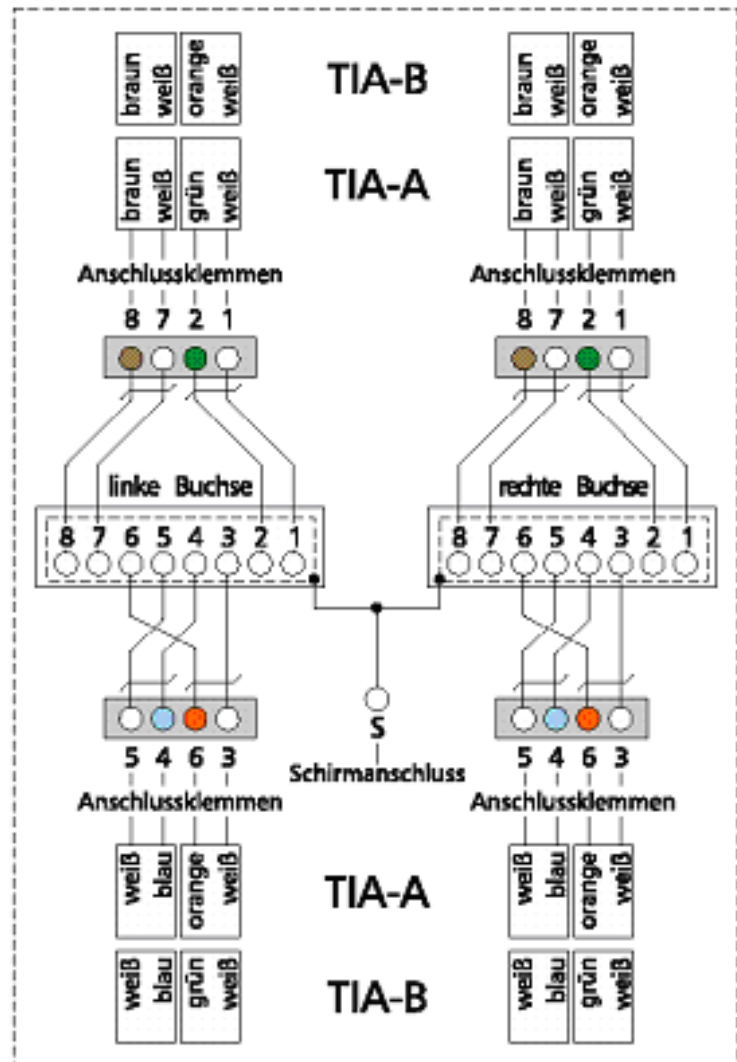 braun weiß orange weiß TIA-B braun weiß orange weiß
braun weiß grün weiß TIA-A braun weiß grün weiß
Anschlussklemmen Anschlussklemmen
8 7 2 1 8 7 2 1
linke Buchse rechte Buchse
8 7 6 5 4 3 2 1 8 7 6 5 4 3 2 1
S
Schirmanschluss
5 4 6 3 5 4 6 3
Anschlussklemmen Anschlussklemmen
weiß blau orange weiß TIA-A weiß blau orange weiß
weiß blau grün weiß TIA-B weiß blau grün weiß